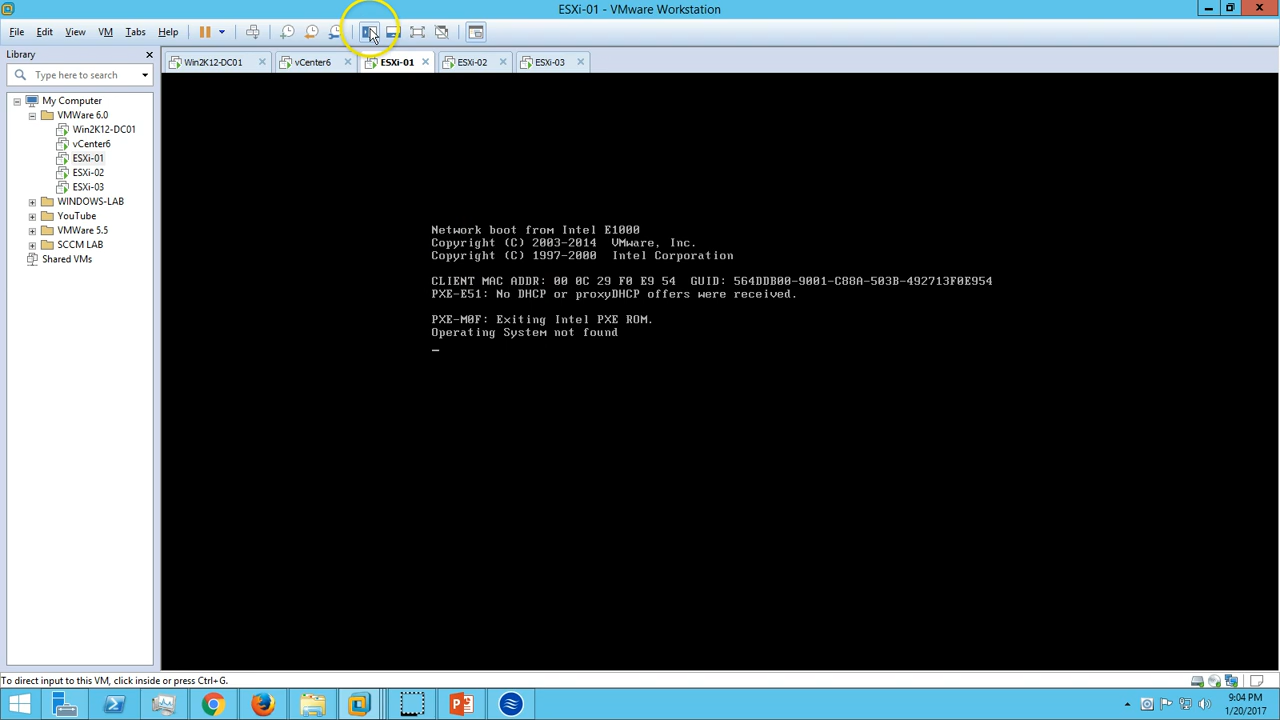 ESXi-01 - VMware Workstation
File Edit View VM Tabs Help
Library
Type here to search
Win2K12-DC01 vCenter6 ESXi-01 ESXi-02 ESXi-03
My Computer
VMWare 6.0
Win2K12-DC01
vCenter6
ESXi-01
ESXi-02
ESXi-03
WINDOWS-LAB
YouTube
VMWare 5.5
SCCM LAB
Shared VMs
Network boot from Intel E1000
Copyright (C) 2003-2014 VMware, Inc.
Copyright (C) 1997-2000 Intel Corporation
CLIENT MAC ADDR: 00 0C 29 F0 E9 54 GUID: 564DDB00-9001-C88A-503B-492713F0E954
PXE-E51: No DHCP or proxyDHCP offers were received.
PXE-M0F: Exiting Intel PXE ROM.
Operating System not found
To direct input to this VM, click inside or press Ctrl+G.
9:04 PM
1/20/2017